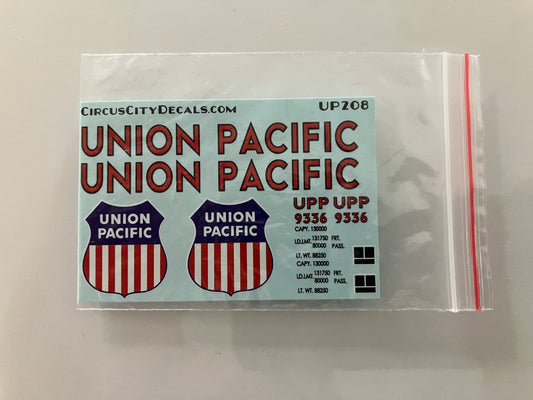 CIRCUSCITYDECALS.COM UP208
UNION PACIFIC
UNION PACIFIC
UNION
PACIFIC
UNION
PACIFIC
UPP UPP
9336 9336
CAPY. 130000
LD.LMT. 131750 FRT.
80000 PASS.
LT. WT. 88250
CAPY. 130000
LD.LMT. 131750 FRT.
80000 PASS.
LT. WT. 88250